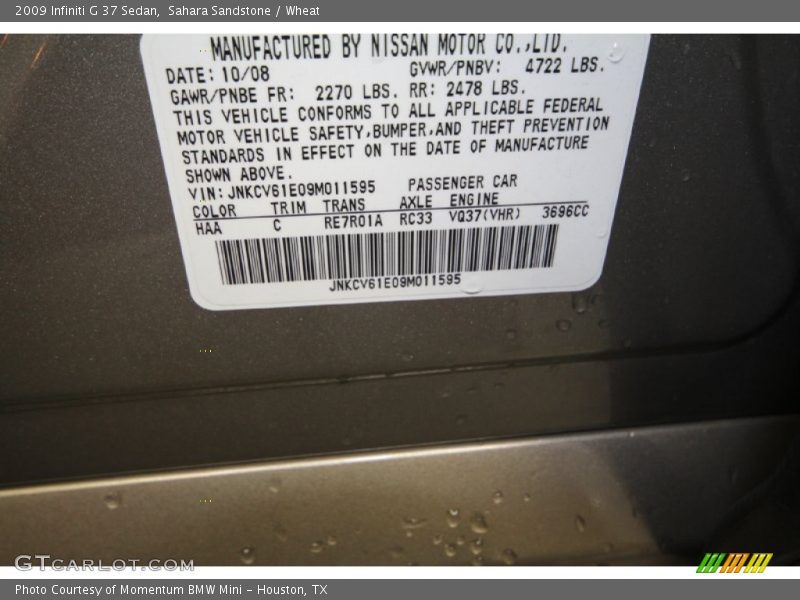 2009 Infiniti G 37 Sedan,  Sahara Sandstone / Wheat
MANUFACTURED BY NISSAN MOTOR CO.,LTD.
DATE: 10/08 GVWR/PNBV: 4722 LBS.
GAWR/PNBE FR: 2270 LBS. RR: 2478 LBS.
THIS VEHICLE CONFORMS TO ALL APPLICABLE FEDERAL
MOTOR VEHICLE SAFETY,BUMPER,AND THEFT PREVENTION
STANDARDS IN EFFECT ON THE DATE OF MANUFACTURE
SHOWN ABOVE.
VIN: JNKCV61E09M011595 PASSENGER CAR
COLOR TRIM TRANS AXLE ENGINE
HAA C RE7R01A RC33 VQ37(VHR) 3696CC
JNKCV61E09M011595
GTCARLOT.COM
Photo Courtesy of Momentum BMW Mini - Houston, TX